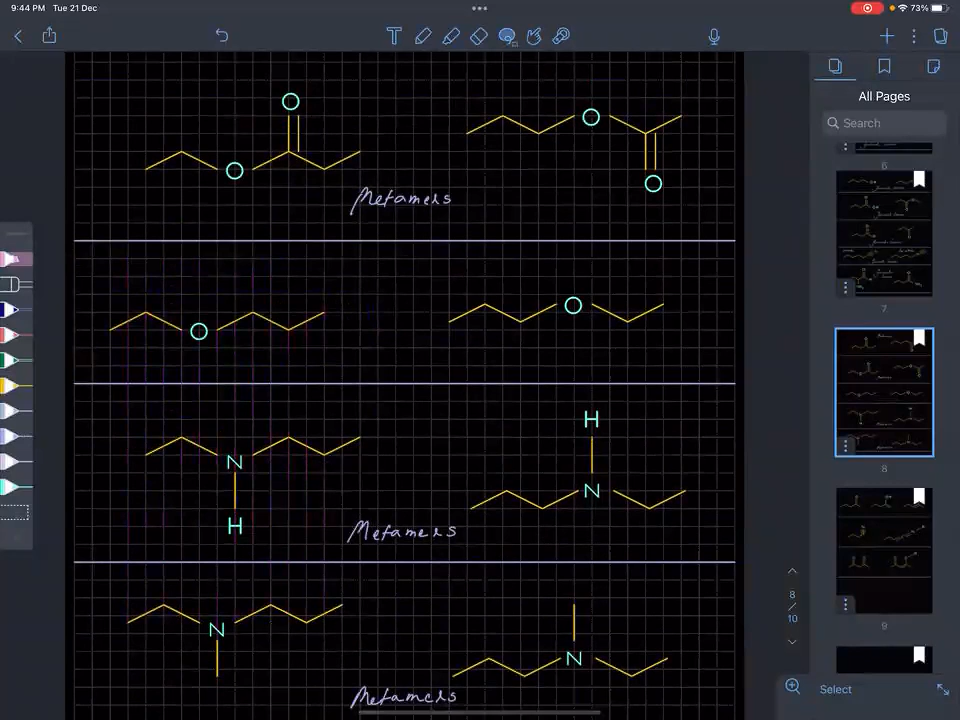 9:44 PM Tue 21 Dec
73%
T
All Pages
Search
O
O
O
O
Metamers
6
7
O
O
H
N
N
H
Metamers
8
8
/
10
9
N
N
Metamers
Select